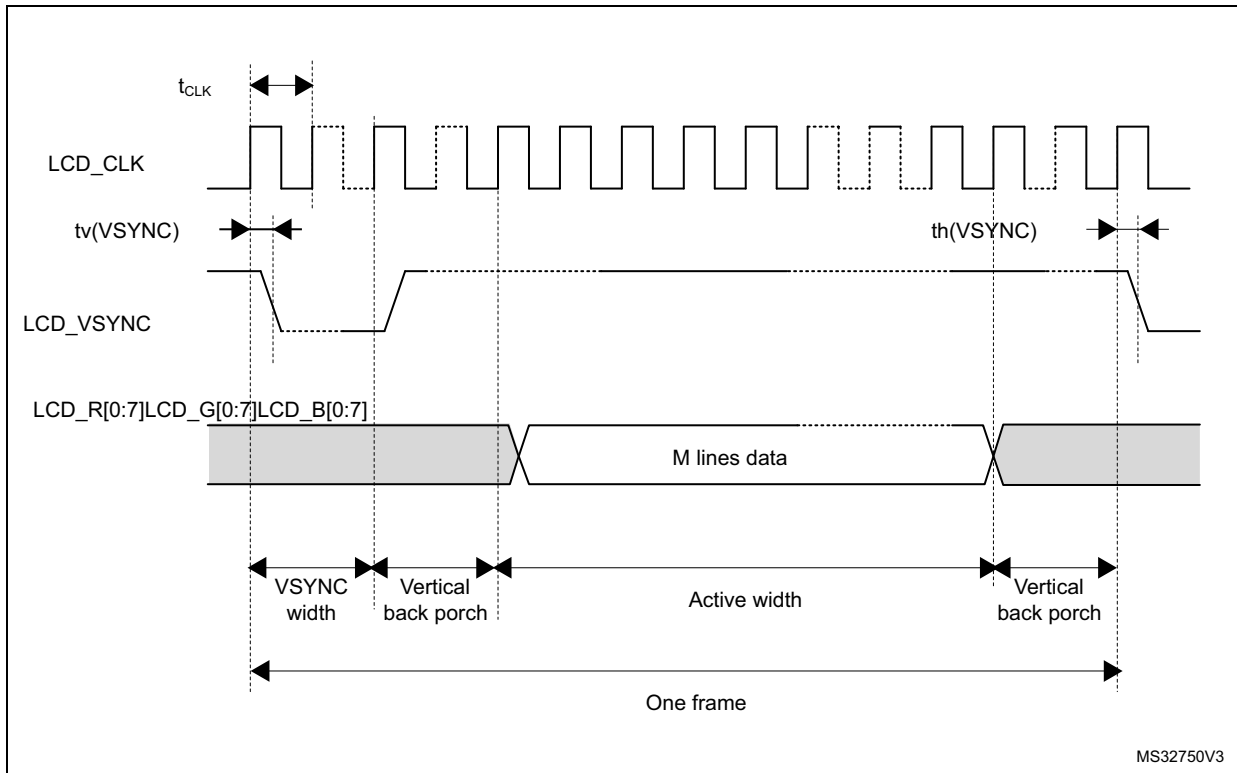 tCLK
LCD_CLK
tv(VSYNC)
th(VSYNC)
LCD_VSYNC
LCD_R[0:7]LCD_G[0:7]LCD_B[0:7]
M lines data
VSYNC
width
Vertical
back porch
Active width
Vertical
back porch
One frame
MS32750V3